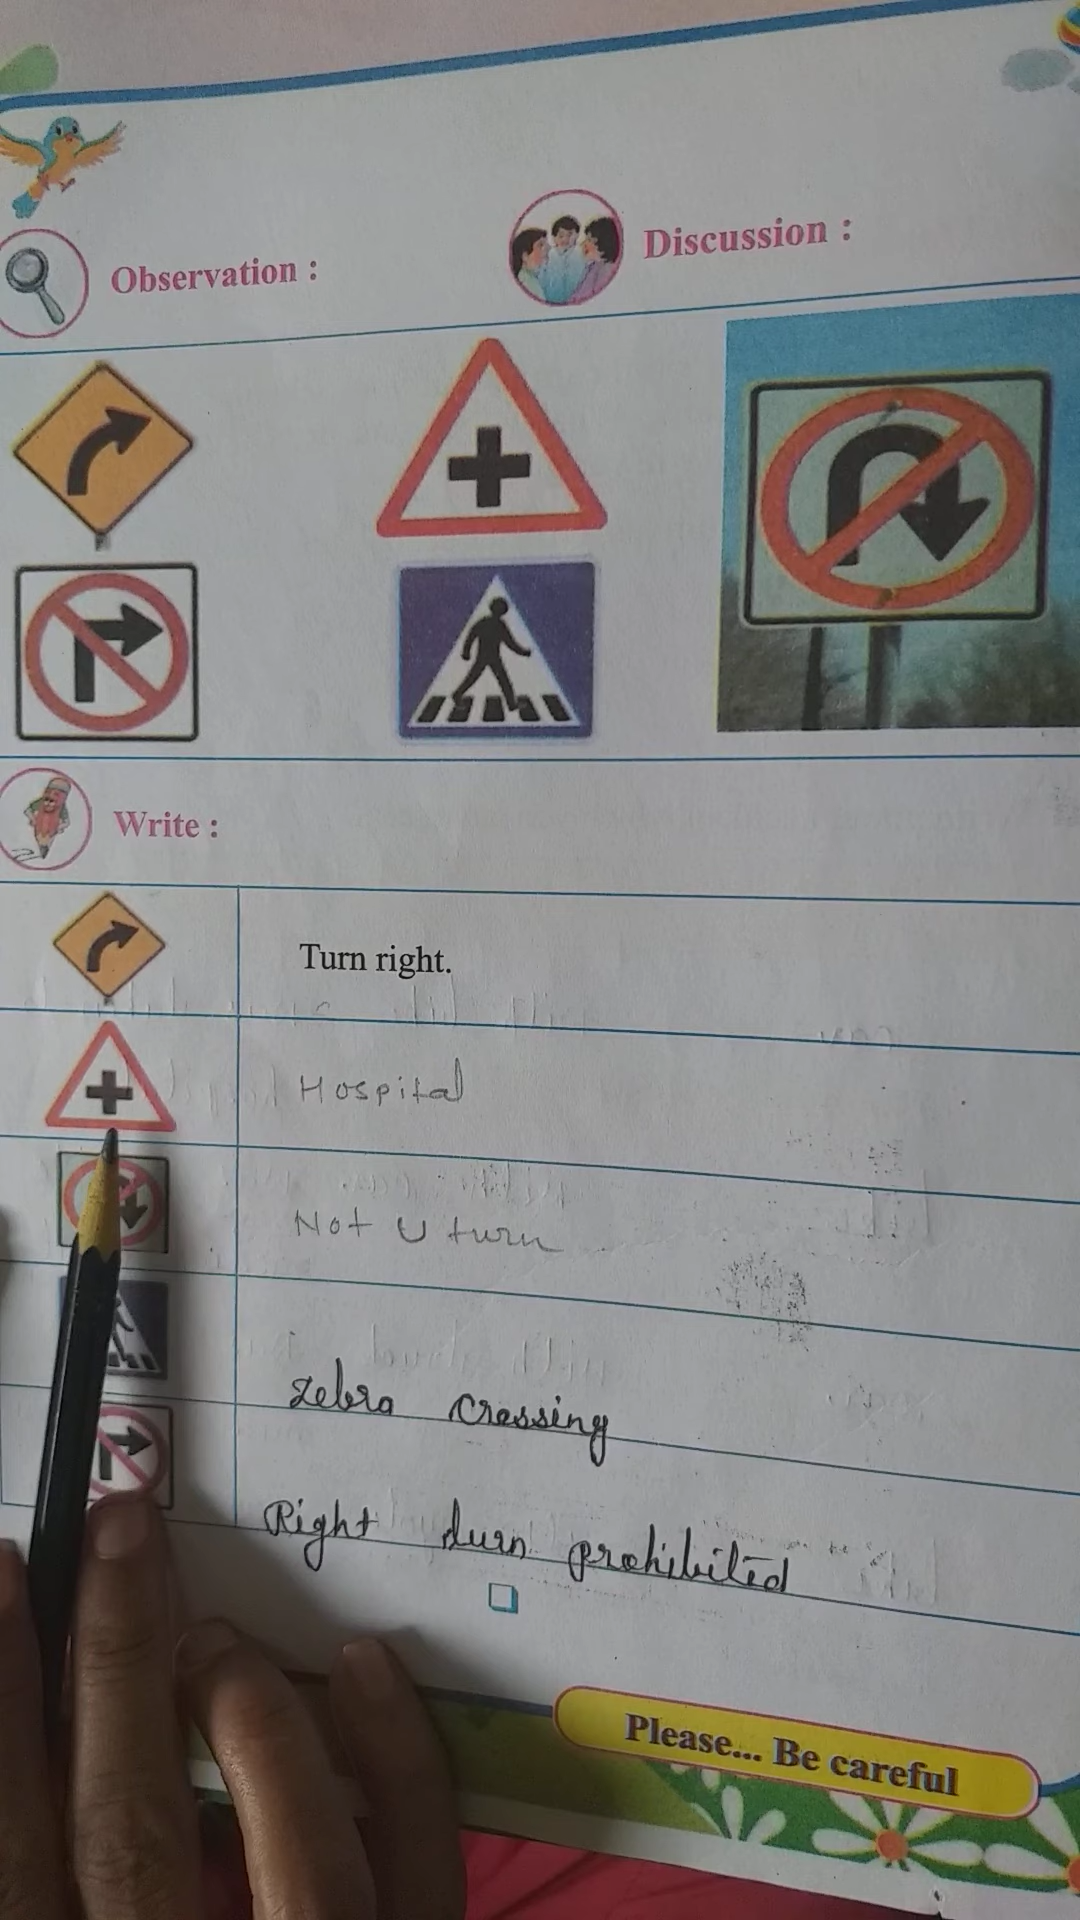 Observation :
Discussion :
Write :
Turn right.
Hospital
Not U turn
Zebra crossing
Right turn prohibited
Please... Be careful